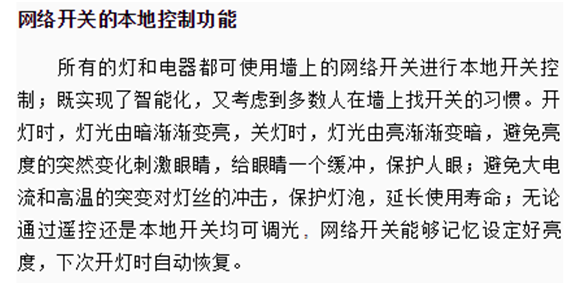 网络开关的本地控制功能
所有的灯和电器都可使用墙上的网络开关进行本地开关控
制；既实现了智能化，又考虑到多数人在墙上找开关的习惯。开
灯时，灯光由暗渐渐变亮，关灯时，灯光由亮渐渐变暗，避免亮
度的突然变化刺激眼睛，给眼睛一个缓冲，保护人眼；避免大电
流和高温的突变对灯丝的冲击，保护灯泡，延长使用寿命；无论
通过遥控还是本地开关均可调光。网络开关能够记忆设定好亮
度，下次开灯时自动恢复。